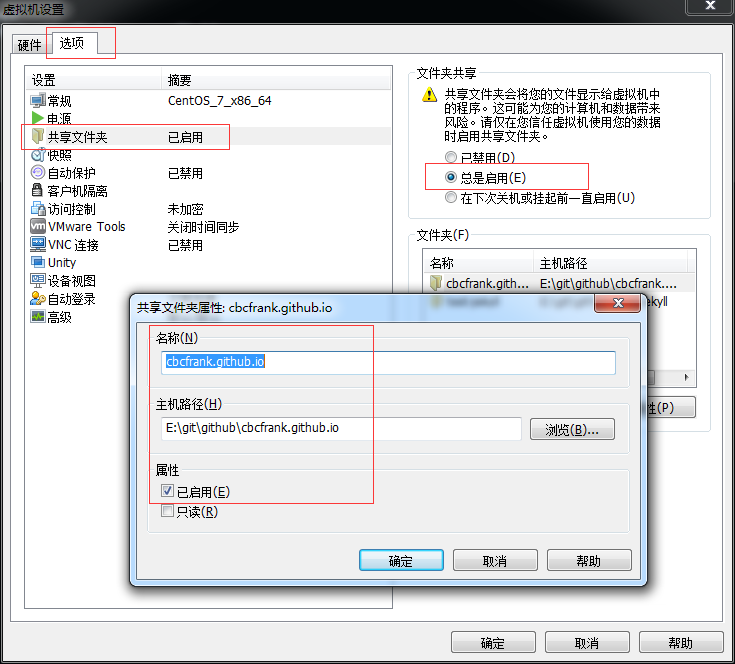 虚拟机设置
硬件
选项
设置
摘要
常规
CentOS_7_x86_64
电源
共享文件夹
已启用
快照
自动保护
已禁用
客户机隔离
访问控制
未加密
VMware Tools
关闭时间同步
VNC 连接
已禁用
Unity
设备视图
自动登录
高级
文件夹共享
共享文件夹会将您的文件显示给虚拟机中
的程序。这可能为您的计算机和数据带来
风险。请仅在您信任虚拟机使用您的数据
时启用共享文件夹。
已禁用(D)
总是启用(E)
在下次关机或挂起前一直启用(U)
文件夹(F)
名称
主机路径
cbcfrank.gith...
E:\git\github\cbcfrank....
性(P)
共享文件夹属性: cbcfrank.github.io
名称(N)
cbcfrank.github.io
主机路径(H)
E:\git\github\cbcfrank.github.io
浏览(B)...
属性
已启用(E)
只读(R)
确定
取消
帮助
确定
取消
帮助